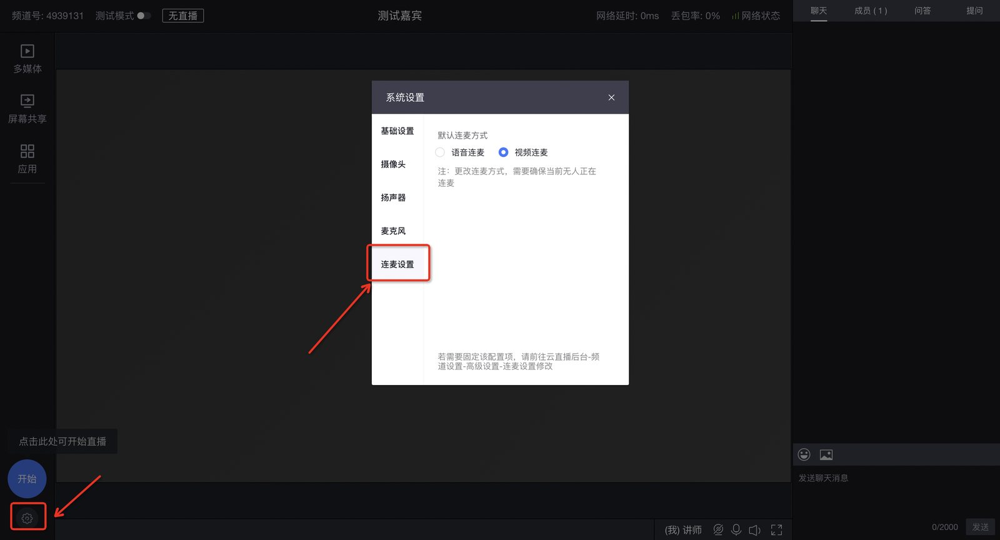 频道号: 4939131 测试模式 无直播 测试嘉宾 网络延时: 0ms 丢包率: 0% 网络状态
聊天 成员 ( 1 ) 问答 提问
多媒体
屏幕共享
应用
系统设置
基础设置
摄像头
扬声器
麦克风
连麦设置
默认连麦方式
语音连麦 视频连麦
注：更改连麦方式，需要确保当前无人正在
连麦
若需要固定该配置项，请前往云直播后台-频
道设置-高级设置-连麦设置修改
点击此处可开始直播
开始
(我) 讲师
发送聊天消息
0/2000 发送